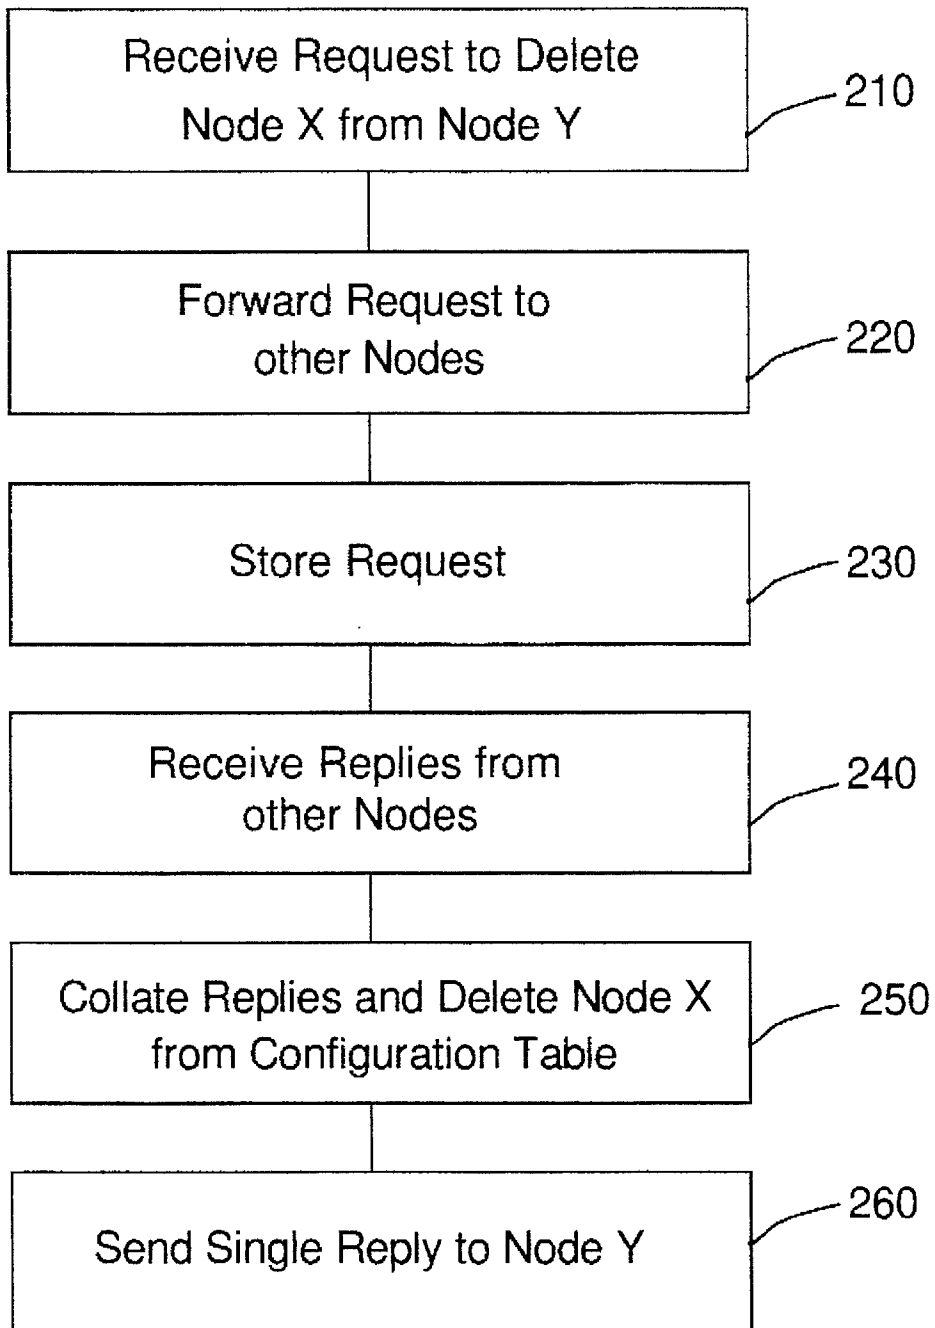 Receive Request to Delete
Node X from Node Y
210
Forward Request to
other Nodes
220
Store Request
230
Receive Replies from
other Nodes
240
Collate Replies and Delete Node X
from Configuration Table
250
Send Single Reply to Node Y
260